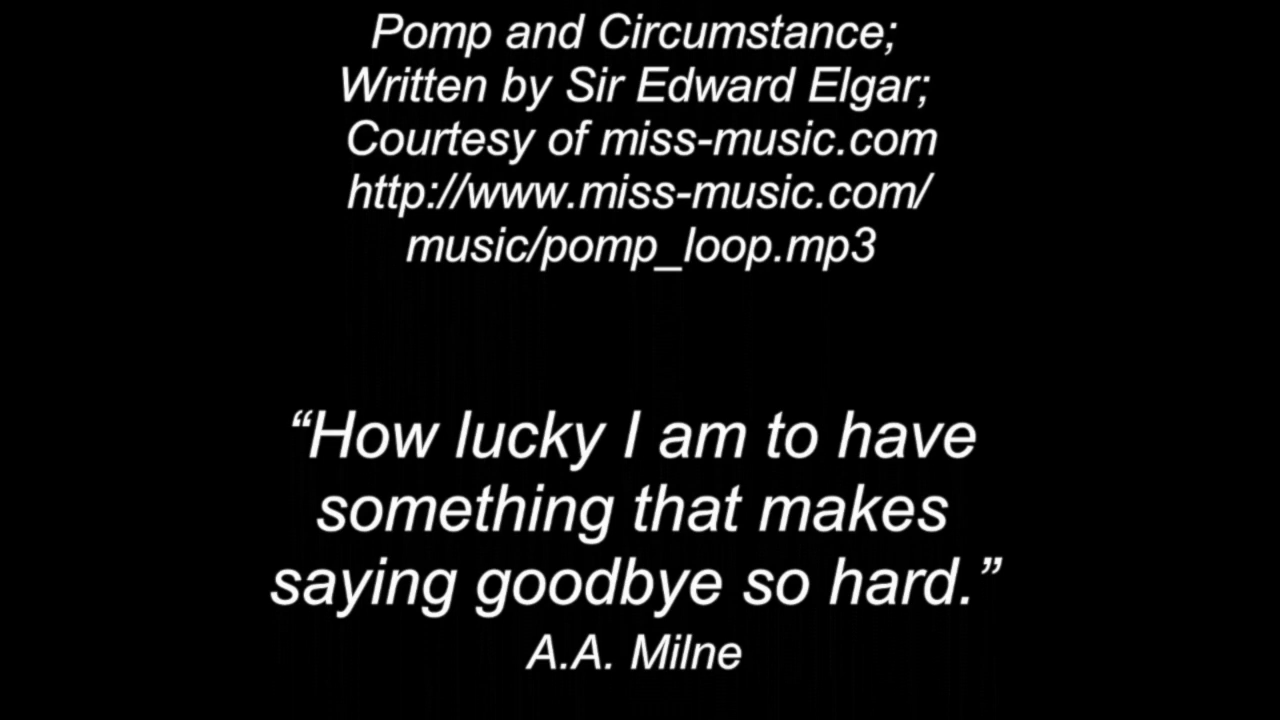 Pomp and Circumstance;
Written by Sir Edward Elgar;
Courtesy of miss-music.com
http://www.miss-music.com/
music/pomp_loop.mp3
“How lucky I am to have
something that makes
saying goodbye so hard.”
A.A. Milne